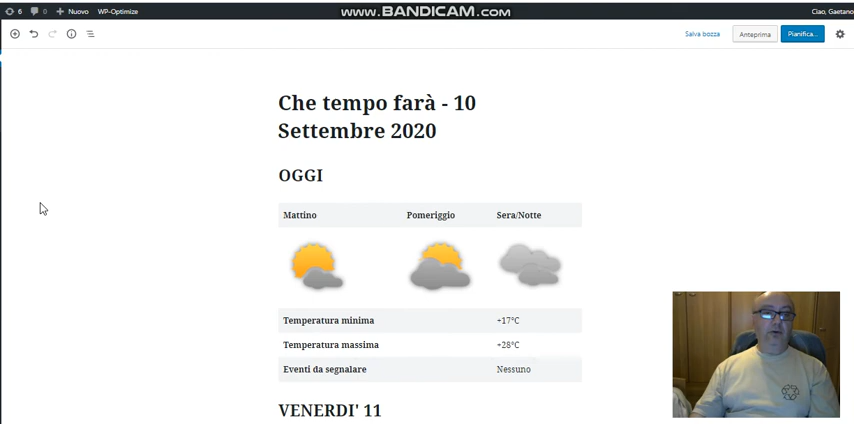 6 0 Nuovo WP-Optimize www.BANDICAM.com Ciao, Gaetano
Salva bozza Anteprima Pianifica...
Che tempo farà - 10
Settembre 2020
OGGI
Mattino Pomeriggio Sera/Notte
Temperatura minima +17°C
Temperatura massima +28°C
Eventi da segnalare Nessuno
VENERDI' 11